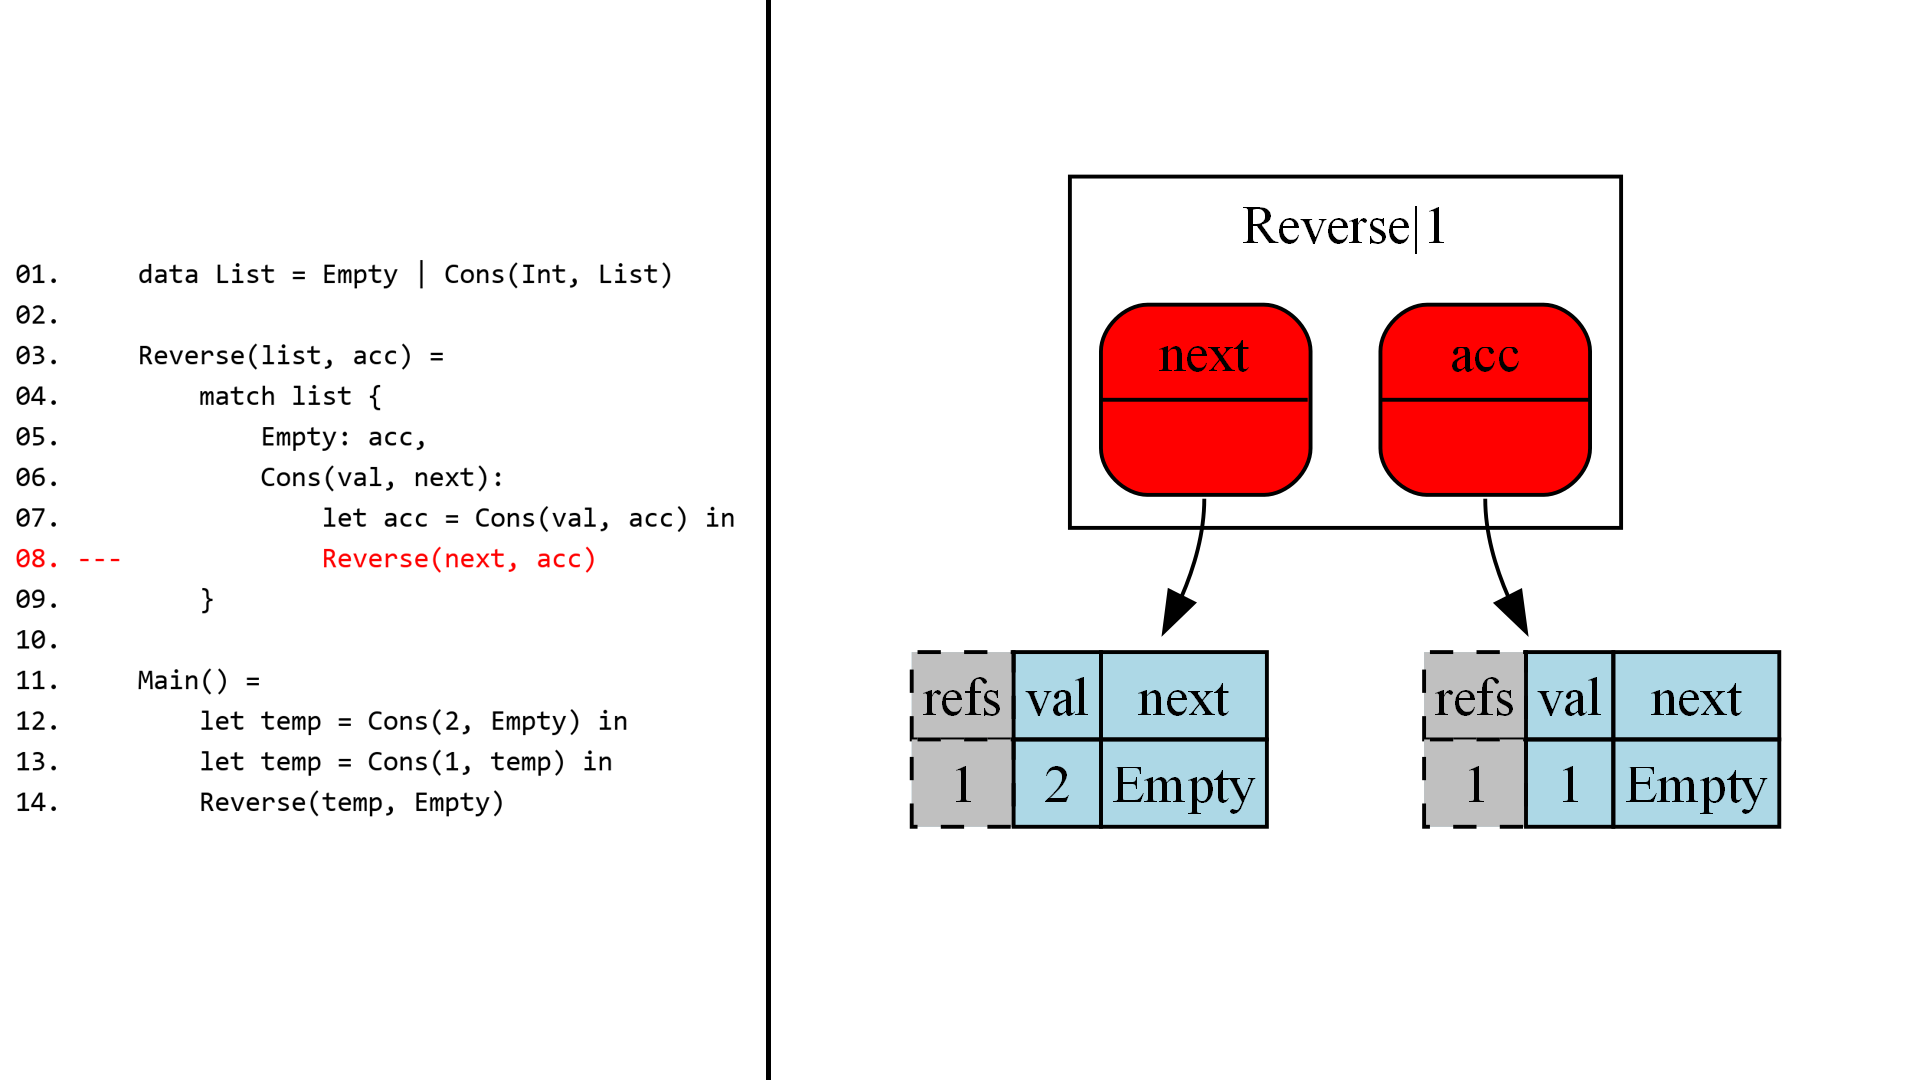 01.     data List = Empty | Cons(Int, List)
02.
03.     Reverse(list, acc) =
04.         match list {
05.             Empty: acc,
06.             Cons(val, next):
07.                 let acc = Cons(val, acc) in
08. ---             Reverse(next, acc)
09.         }
10.
11.     Main() =
12.         let temp = Cons(2, Empty) in
13.         let temp = Cons(1, temp) in
14.         Reverse(temp, Empty)
Reverse|1
next acc
refs val next
1 2 Empty
refs val next
1 1 Empty